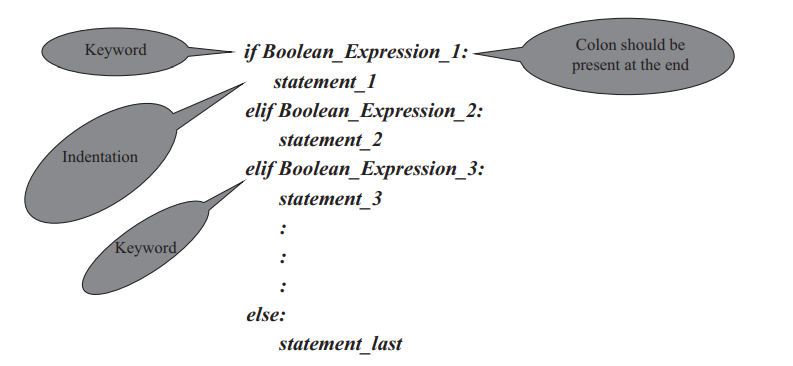 Keyword
if Boolean_Expression_1:
Colon should be
present at the end
statement_1
elif Boolean_Expression_2:
statement_2
Indentation
elif Boolean_Expression_3:
statement_3
:
Keyword
:
:
else:
statement_last